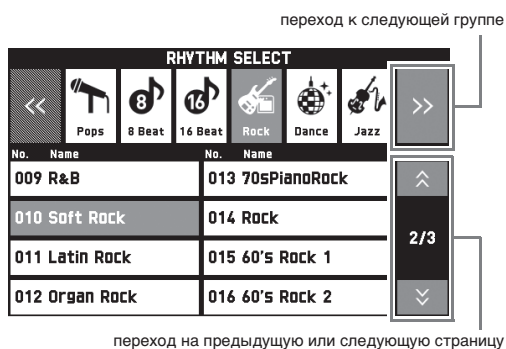 переход к следующей группе
RHYTHM SELECT
<< Pops 8 8 Beat 16 16 Beat Rock Dance Jazz >>
No. Name No. Name
009 R&B 013 70sPianoRock
010 Soft Rock 014 Rock
2/3
011 Latin Rock 015 60's Rock 1
012 Organ Rock 016 60's Rock 2
переход на предыдущую или следующую страницу